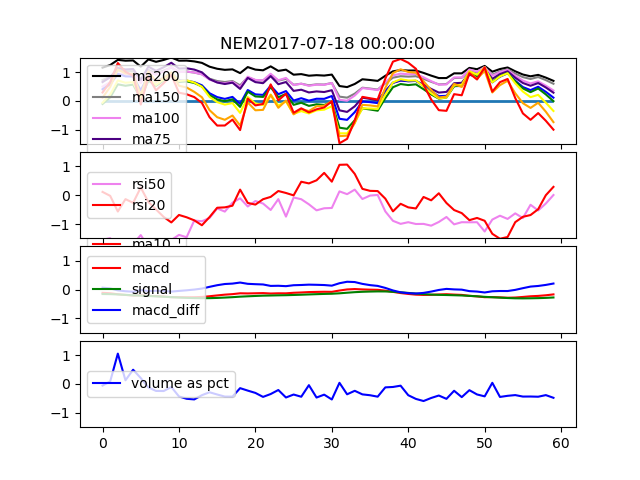 NEM2017-07-18 00:00:00
1
0
−1
ma200
ma150
ma100
ma75
ma10
1
0
−1
rsi50
rsi20
1
0
−1
macd
signal
macd_diff
1
0
−1
volume as pct
0 10 20 30 40 50 60